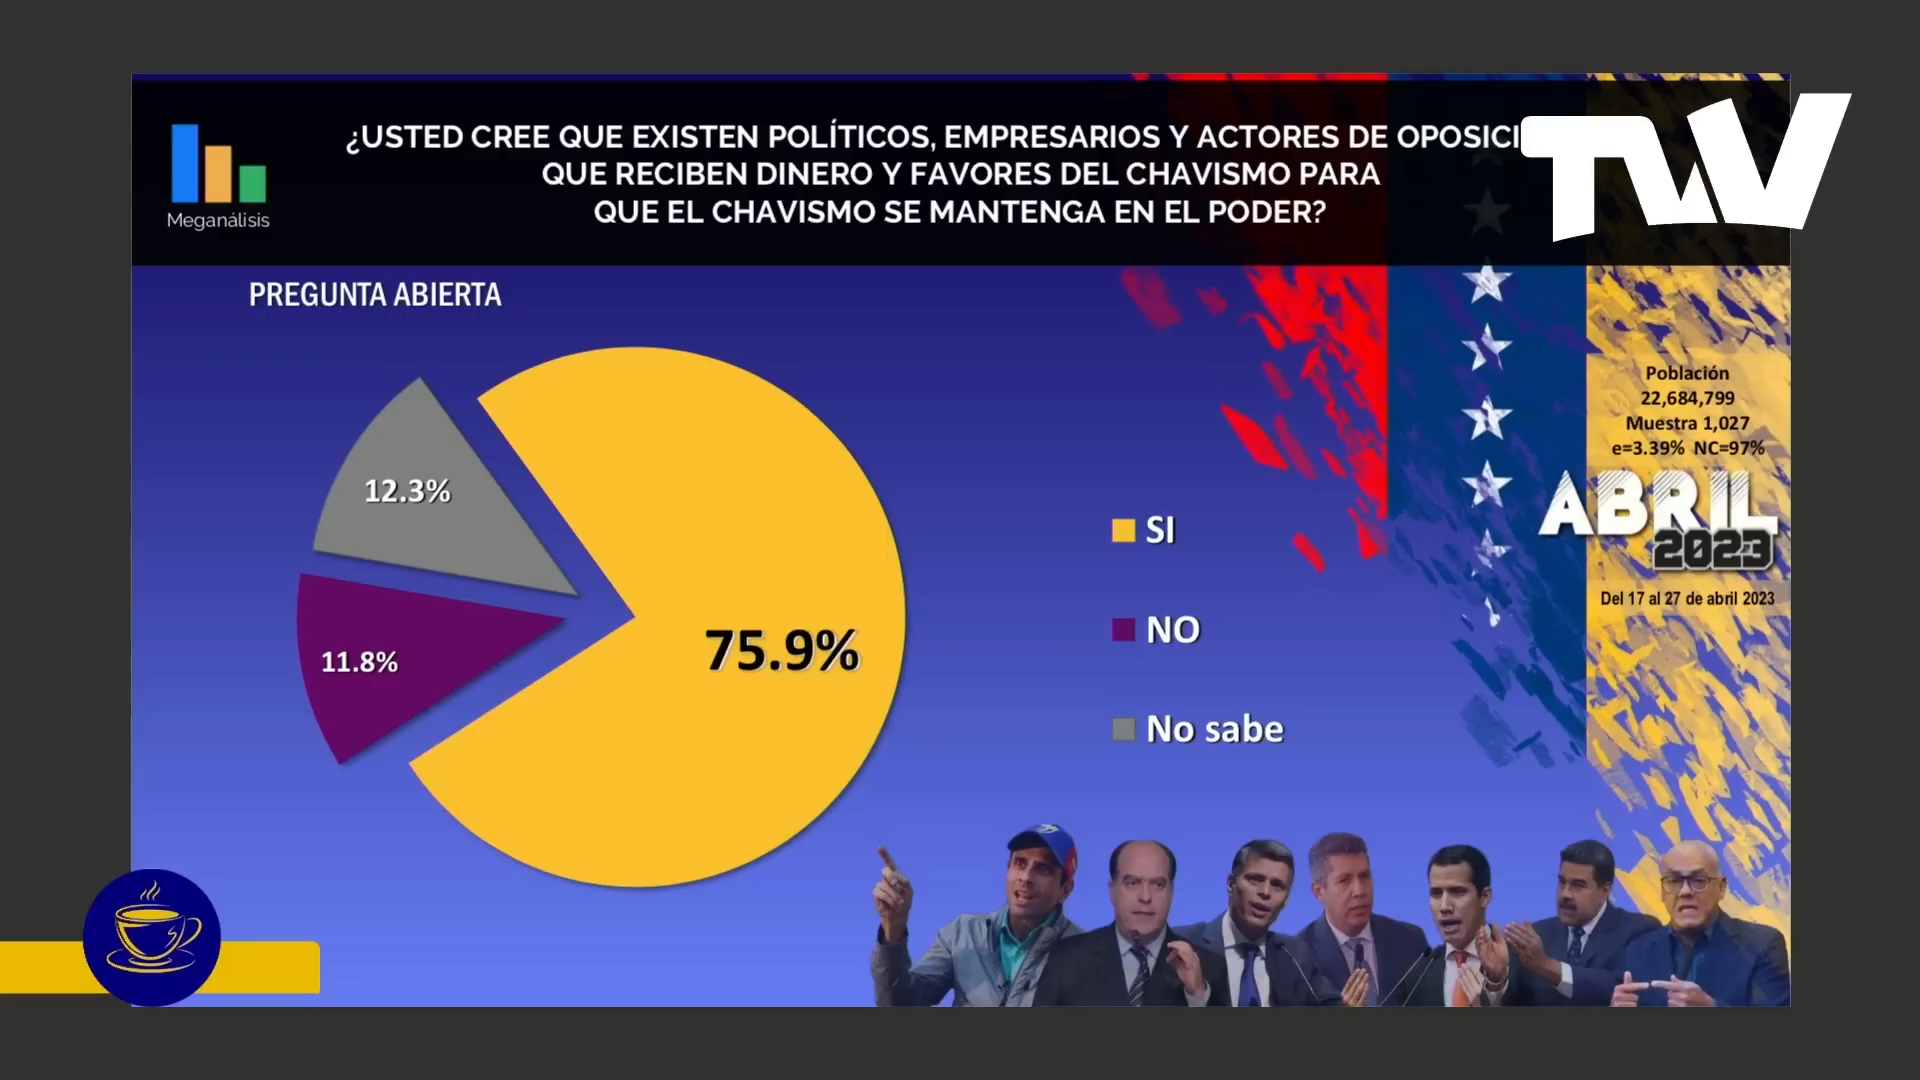 ¿USTED CREE QUE EXISTEN POLÍTICOS, EMPRESARIOS Y ACTORES DE OPOSICI
QUE RECIBEN DINERO Y FAVORES DEL CHAVISMO PARA
QUE EL CHAVISMO SE MANTENGA EN EL PODER?
TVV
Meganálisis
PREGUNTA ABIERTA
12.3%
11.8%
75.9%
SI
NO
No sabe
Población
22,684,799
Muestra 1,027
e=3.39% NC=97%
ABRIL
2023
Del 17 al 27 de abril 2023